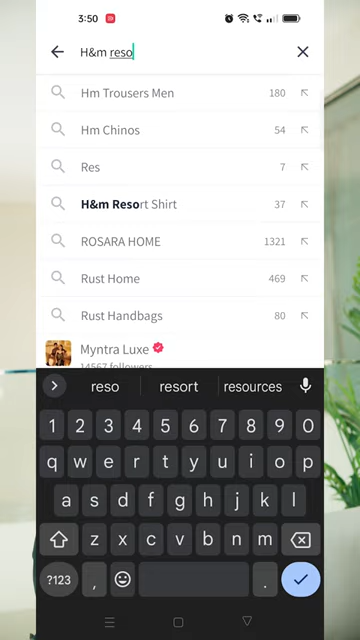 3:50
H&m reso
Hm Trousers Men 180
Hm Chinos 54
Res 7
H&m Resort Shirt 37
ROSARA HOME 1321
Rust Home 469
Rust Handbags 80
Myntra Luxe
14567 followers
reso resort resources
1 2 3 4 5 6 7 8 9 0
q w e r t y u i o p
a s d f g h j k l
z x c v b n m
?123 , .